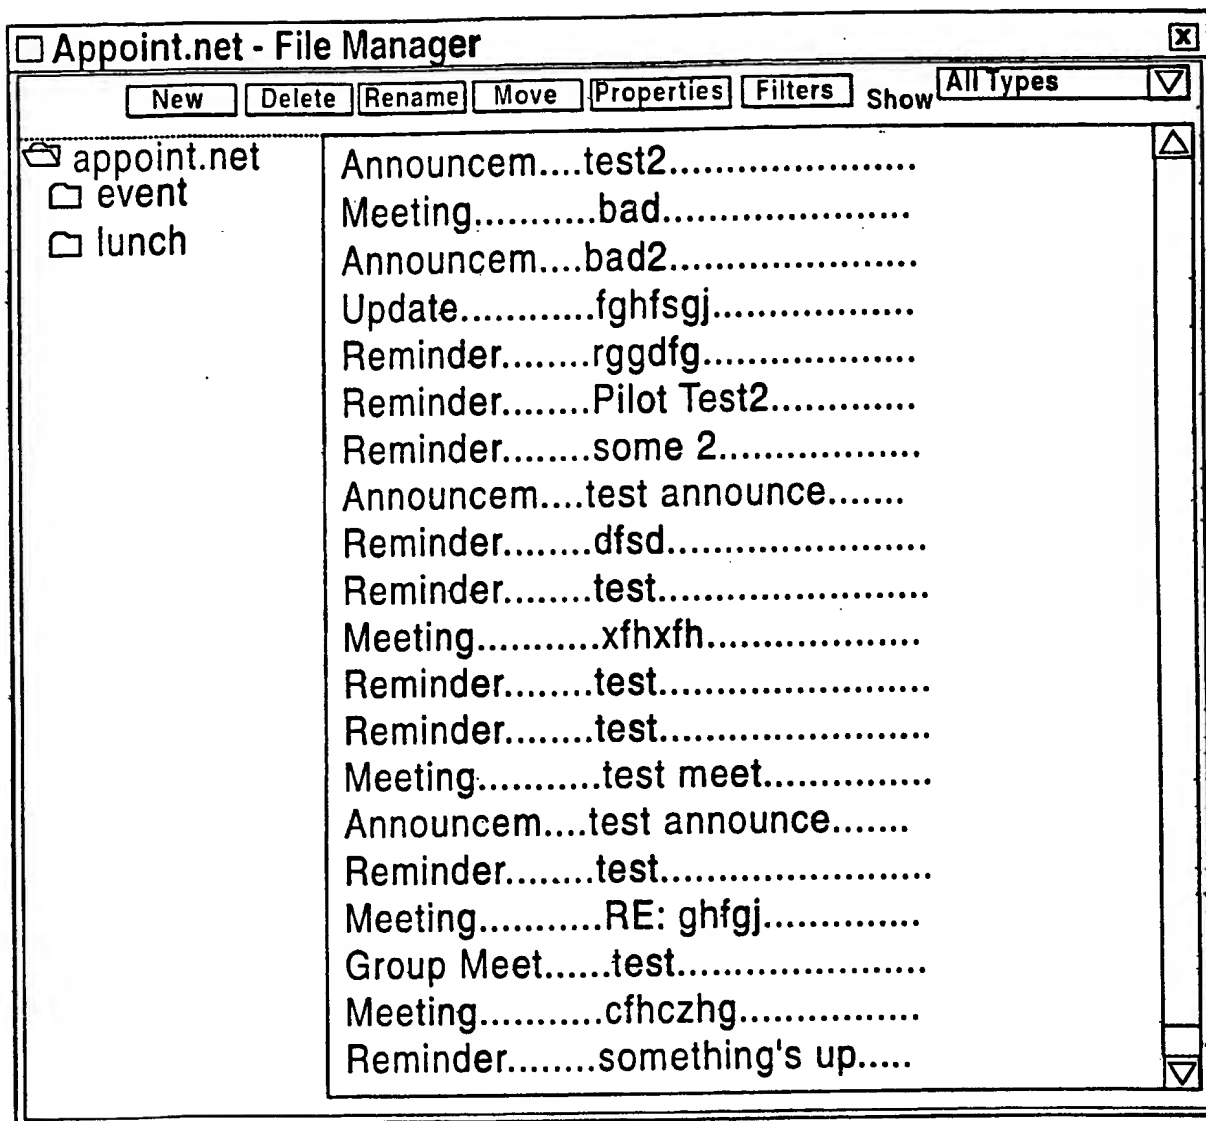 Appoint.net - File Manager
New Delete Rename Move Properties Filters Show All Types
appoint.net
event
lunch
Announcem....test2......................
Meeting...........bad......................
Announcem....bad2......................
Update............fghfsgj..................
Reminder........rggdfg...................
Reminder........Pilot Test2.............
Reminder........some 2..................
Announcem....test announce.......
Reminder........dfsd.......................
Reminder........test........................
Meeting...........xfhxfh...................
Reminder........test........................
Reminder........test........................
Meeting...........test meet...............
Announcem....test announce.......
Reminder........test........................
Meeting...........RE: ghfgj..............
Group Meet......test......................
Meeting...........cfhczhg................
Reminder........something's up.....